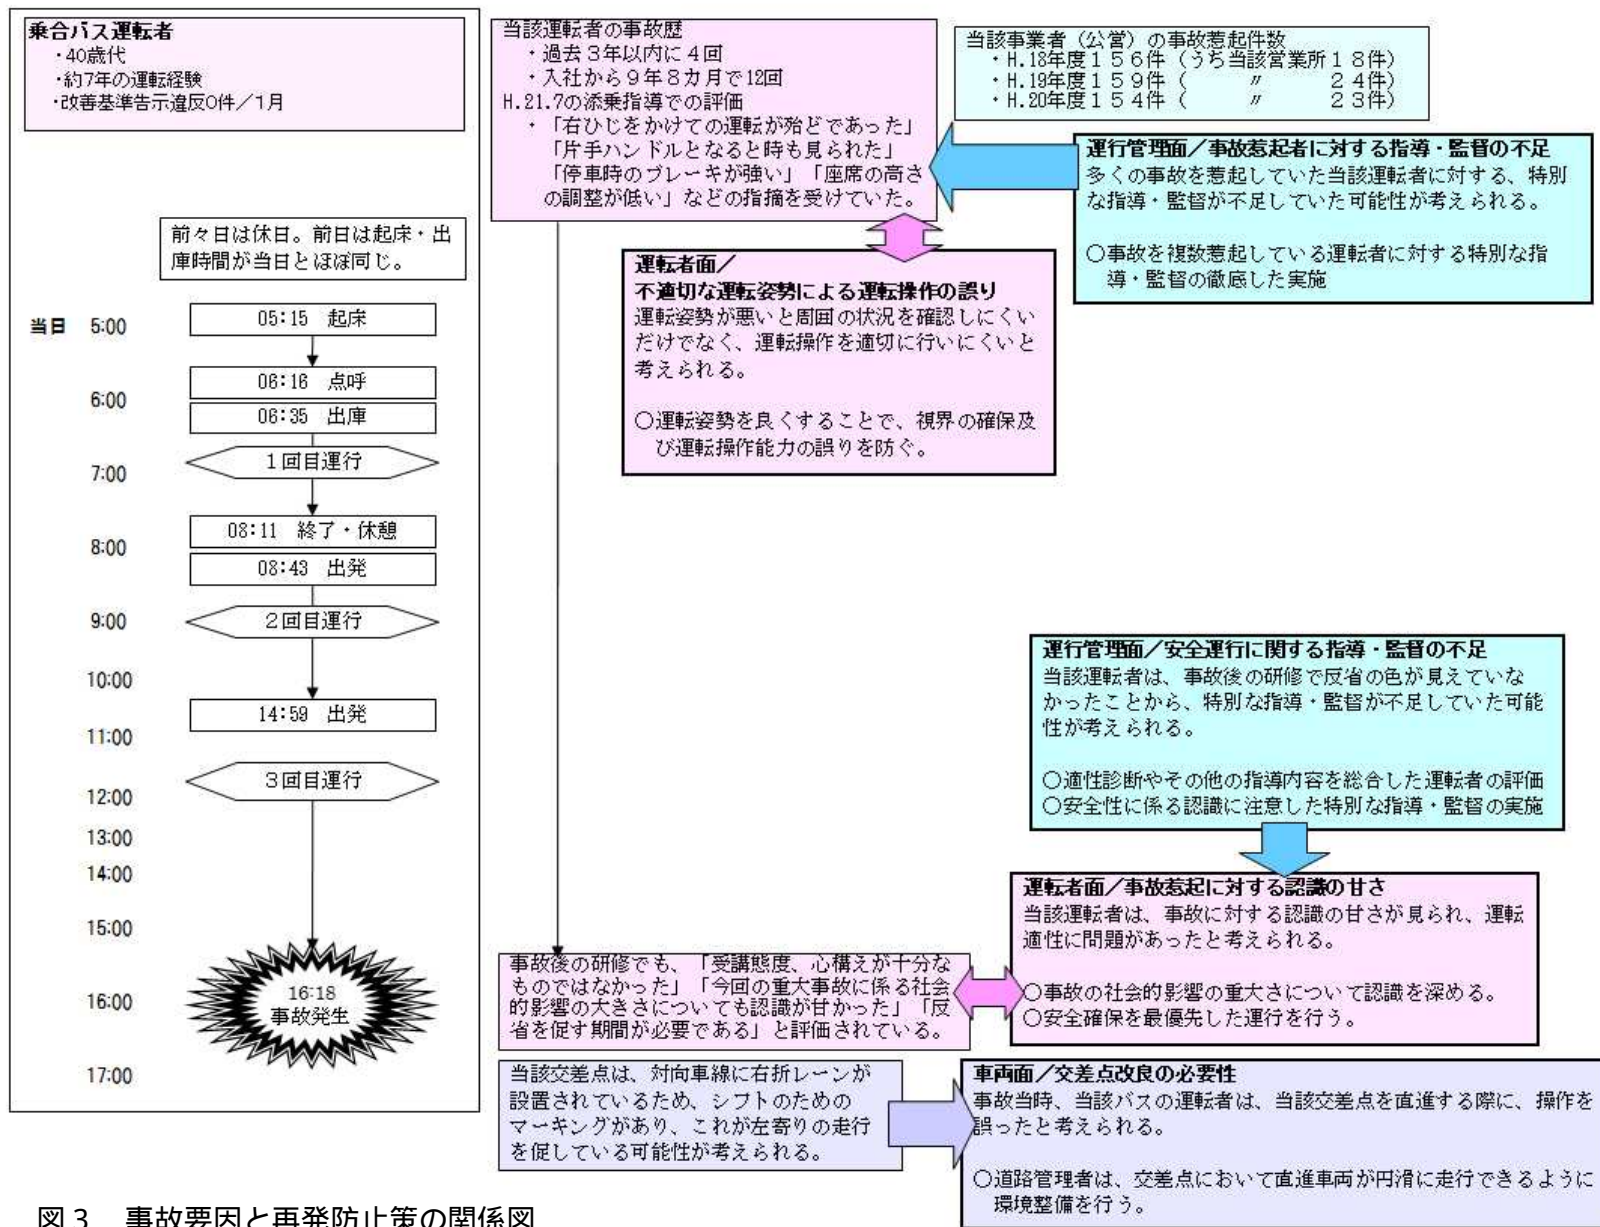 乗合バス運転者
・40歳代
・約7年の運転経験
・改善基準告示違反0件／1月
前々日は休日。前日は起床・出
庫時間が当日とほぼ同じ。
当日
5:00
05:15 起床
06:16 点呼
6:00
06:35 出庫
1回目運行
7:00
08:11 終了・休憩
8:00
08:43 出発
9:00
2回目運行
10:00
14:59 出発
11:00
3回目運行
12:00
13:00
14:00
15:00
16:00
16:18
事故発生
17:00
当該運転者の事故歴
・過去３年以内に４回
・入社から９年８カ月で12回
H.21.7の添乗指導での評価
・「右ひじをかけての運転が殆どであった」
「片手ハンドルとなると時も見られた」
「停車時のブレーキが強い」「座席の高さ
の調整が低い」などの指摘を受けていた。
当該事業者（公営）の事故惹起件数
・H.18年度１５６件（うち当該営業所１８件）
・H.19年度１５９件（ 〃 ２４件）
・H.20年度１５４件（ 〃 ２３件）
運行管理面／事故惹起者に対する指導・監督の不足
多くの事故を惹起していた当該運転者に対する、特別
な指導・監督が不足していた可能性が考えられる。
○事故を複数惹起している運転者に対する特別な指
導・監督の徹底した実施
運転者面／
不適切な運転姿勢による運転操作の誤り
運転姿勢が悪いと周囲の状況を確認しにくい
だけでなく、運転操作を適切に行いにくいと
考えられる。
○運転姿勢を良くすることで、視界の確保及
び運転操作能力の誤りを防ぐ。
運行管理面／安全運行に関する指導・監督の不足
当該運転者は、事故後の研修で反省の色が見えていな
かったことから、特別な指導・監督が不足していた可能
性が考えられる。
○適性診断やその他の指導内容を総合した運転者の評価
○安全性に係る認識に注意した特別な指導・監督の実施
運転者面／事故惹起に対する認識の甘さ
当該運転者は、事故に対する認識の甘さが見られ、運転
適性に問題があったと考えられる。
○事故の社会的影響の重大さについて認識を深める。
○安全確保を最優先した運行を行う。
事故後の研修でも、「受講態度、心構えが十分な
ものではなかった」「今回の重大事故に係る社会
的影響の大きさについても認識が甘かった」「反
省を促す期間が必要である」と評価されている。
当該交差点は、対向車線に右折レーンが
設置されているため、シフトのための
マーキングがあり、これが左寄りの走行
を促している可能性が考えられる。
車両面／交差点改良の必要性
事故当時、当該バスの運転者は、当該交差点を直進する際に、操作を
誤ったと考えられる。
○道路管理者は、交差点において直進車両が円滑に走行できるように
環境整備を行う。
図３ 事故要因と再発防止策の関係図